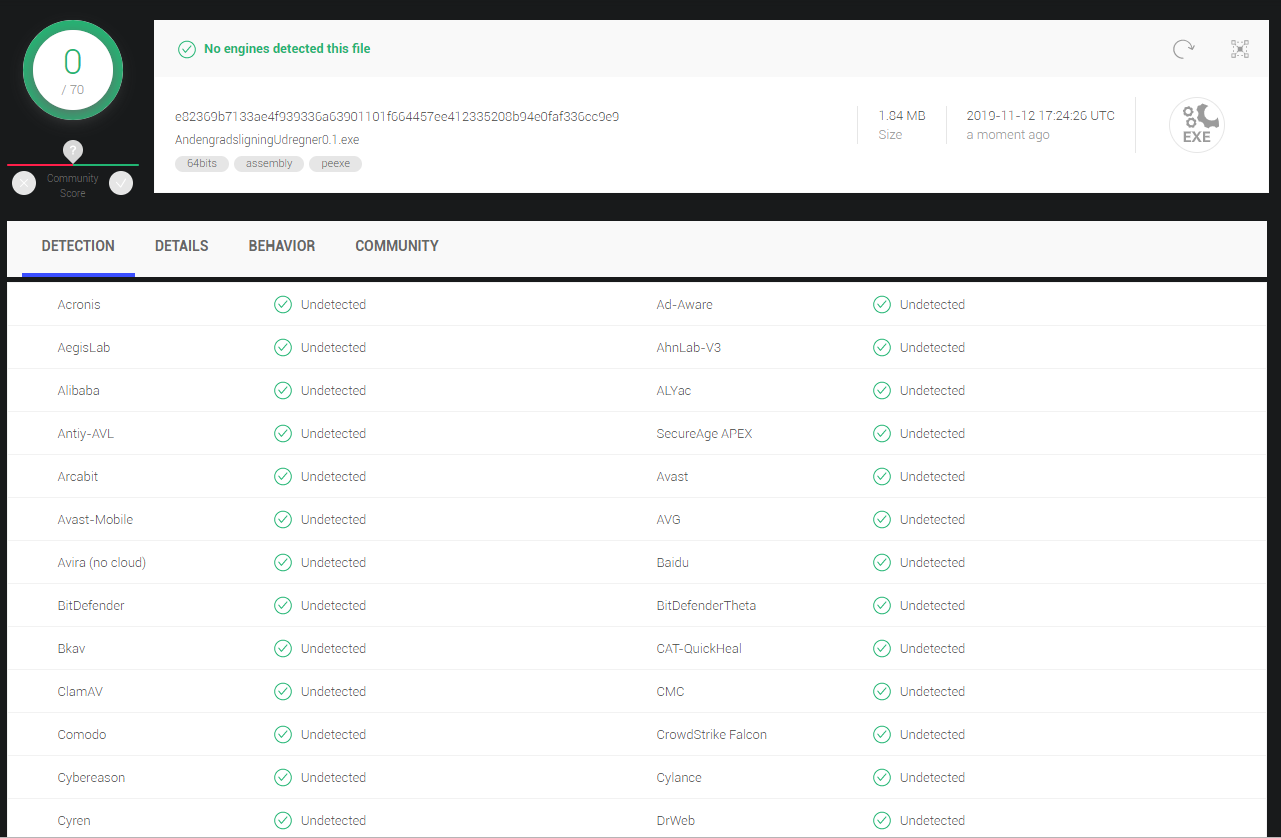 0
/ 70
Community
Score
No engines detected this file
e82369b7133ae4f939336a63901101f664457ee412335208b94e0faf336cc9e9
AndengradsligningUdregner0.1.exe
64bits assembly peexe
1.84 MB
Size
2019-11-12 17:24:26 UTC
a moment ago
EXE
DETECTION DETAILS BEHAVIOR COMMUNITY
Acronis Undetected Ad-Aware Undetected
AegisLab Undetected AhnLab-V3 Undetected
Alibaba Undetected ALYac Undetected
Antiy-AVL Undetected SecureAge APEX Undetected
Arcabit Undetected Avast Undetected
Avast-Mobile Undetected AVG Undetected
Avira (no cloud) Undetected Baidu Undetected
BitDefender Undetected BitDefenderTheta Undetected
Bkav Undetected CAT-QuickHeal Undetected
ClamAV Undetected CMC Undetected
Comodo Undetected CrowdStrike Falcon Undetected
Cybereason Undetected Cylance Undetected
Cyren Undetected DrWeb Undetected